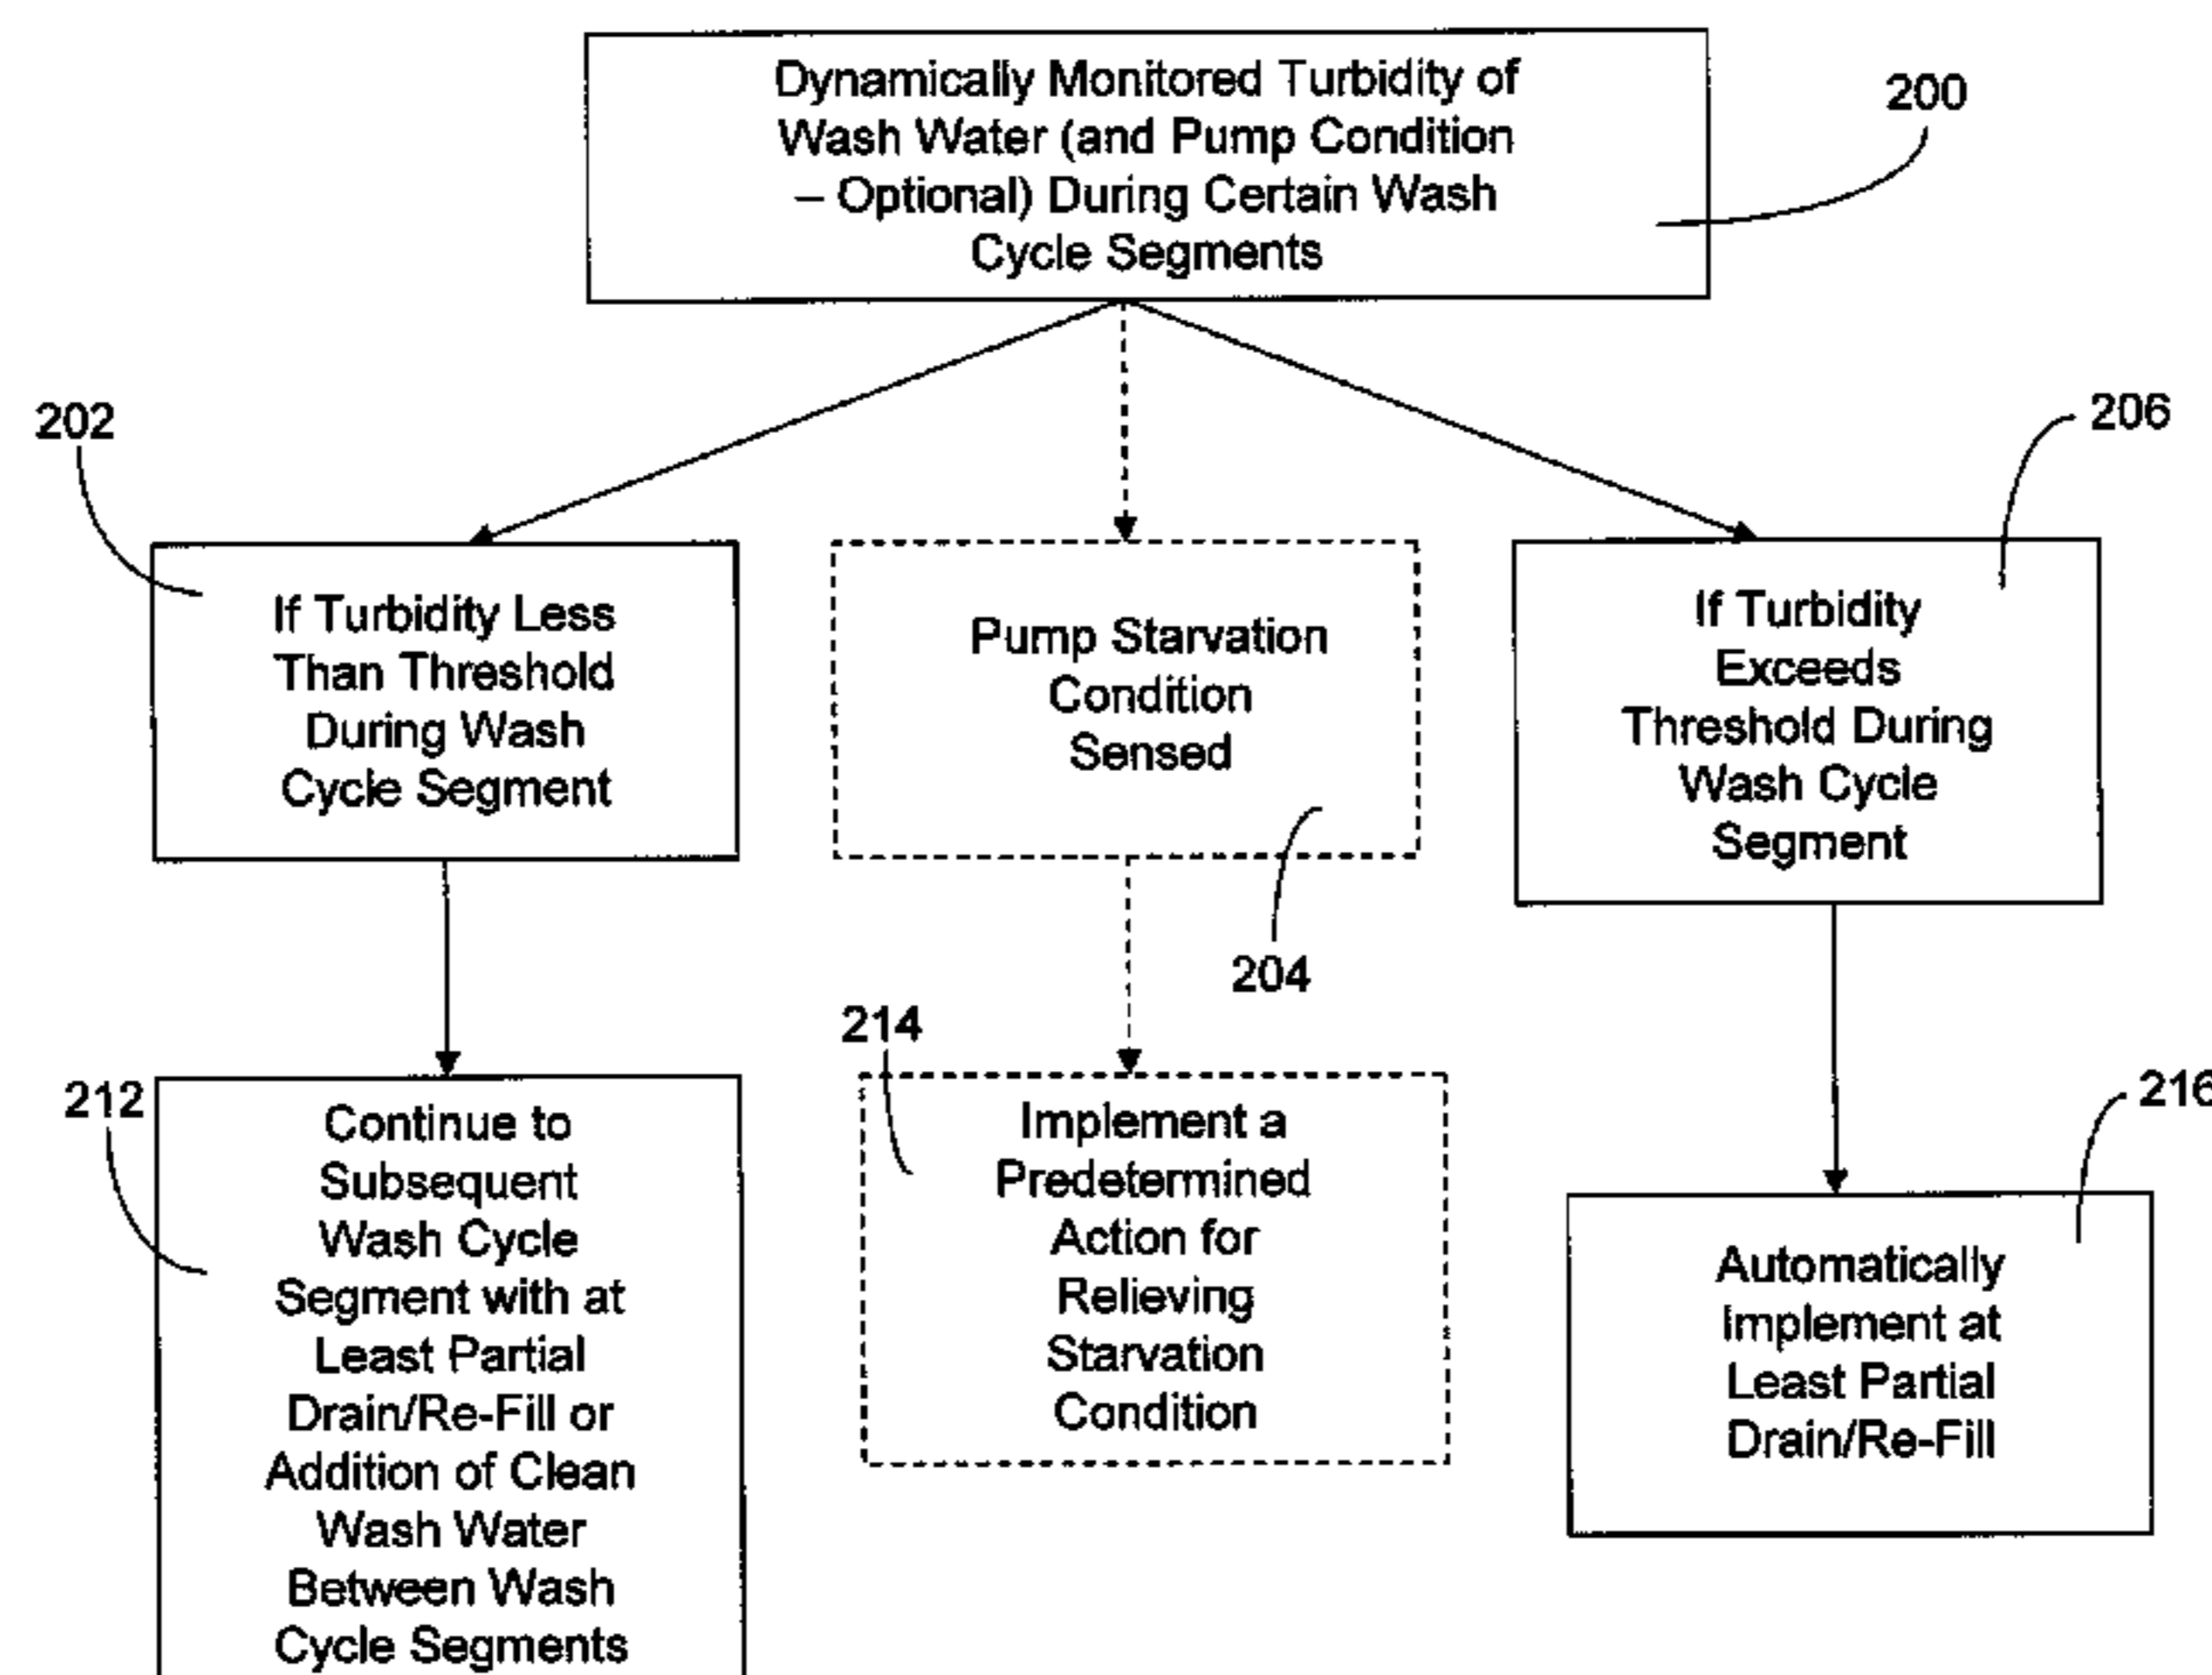 Dynamically Monitored Turbidity of
Wash Water (and Pump Condition
– Optional) During Certain Wash
Cycle Segments
200
202
206
If Turbidity Less
Than Threshold
During Wash
Cycle Segment
Pump Starvation
Condition
Sensed
If Turbidity
Exceeds
Threshold During
Wash Cycle
Segment
204
214
212
216
Continue to
Subsequent
Wash Cycle
Segment with at
Least Partial
Drain/Re-Fill or
Addition of Clean
Wash Water
Between Wash
Cycle Segments
Implement a
Predetermined
Action for
Relieving
Starvation
Condition
Automatically
Implement at
Least Partial
Drain/Re-Fill